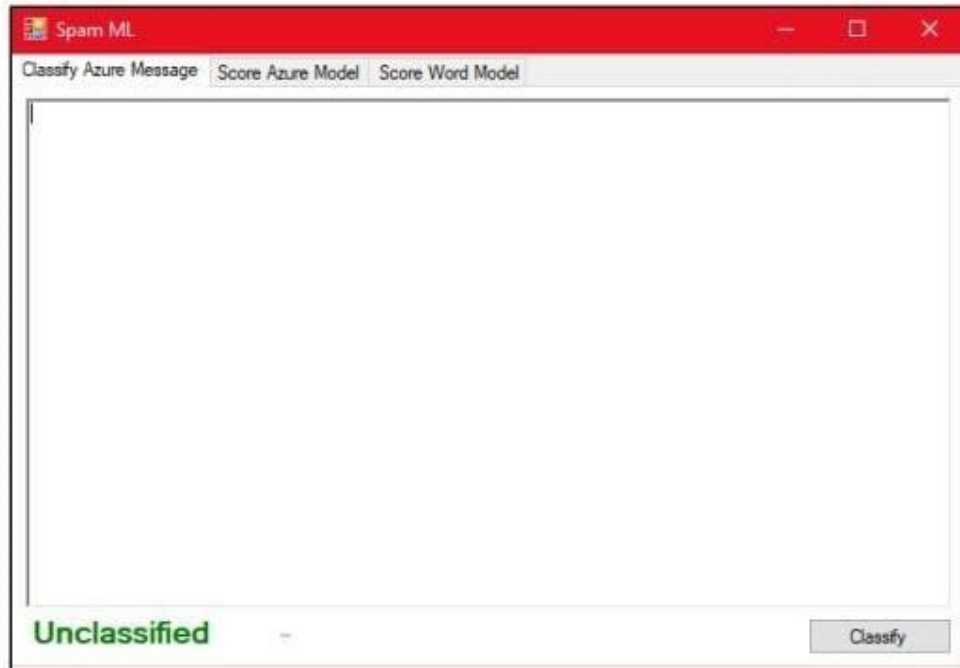 Spam ML
Classify Azure Message Score Azure Model Score Word Model
Unclassified -
Classify